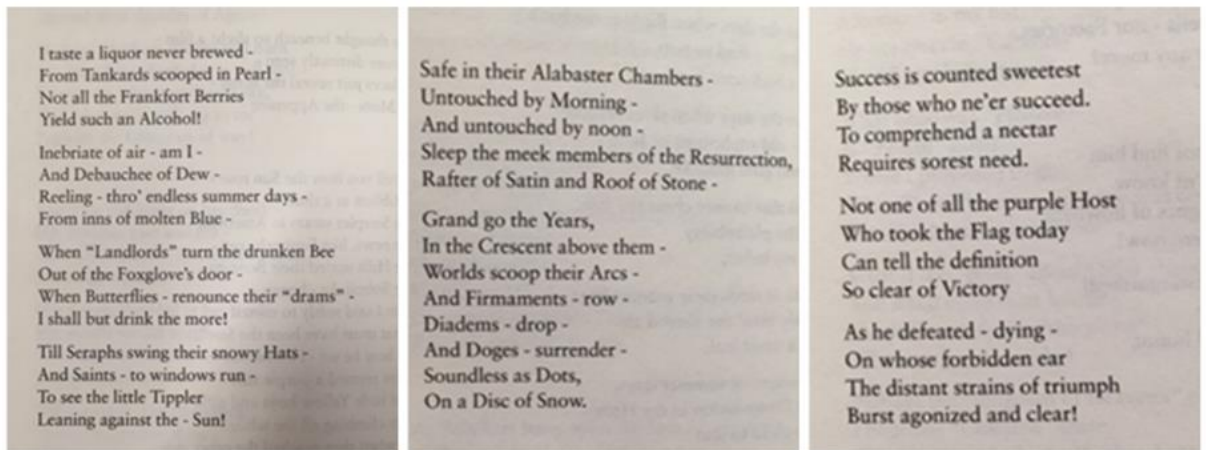 I taste a liquor never brewed -
From Tankards scooped in Pearl -
Not all the Frankfort Berries
Yield such an Alcohol!
Inebriate of air - am I -
And Debauchee of Dew -
Reeling - thro' endless summer days -
From inns of molten Blue -
When "Landlords" turn the drunken Bee
Out of the Foxglove's door -
When Butterflies - renounce their "drams" -
I shall but drink the more!
Till Seraphs swing their snowy Hats -
And Saints - to windows run -
To see the little Tippler
Leaning against the - Sun!
Safe in their Alabaster Chambers -
Untouched by Morning -
And untouched by noon -
Sleep the meek members of the Resurrection,
Rafter of Satin and Roof of Stone -
Grand go the Years,
In the Crescent above them -
Worlds scoop their Arcs -
And Firmaments - row -
Diadems - drop -
And Doges - surrender -
Soundless as Dots,
On a Disc of Snow.
Success is counted sweetest
By those who ne'er succeed.
To comprehend a nectar
Requires sorest need.
Not one of all the purple Host
Who took the Flag today
Can tell the definition
So clear of Victory
As he defeated - dying -
On whose forbidden ear
The distant strains of triumph
Burst agonized and clear!